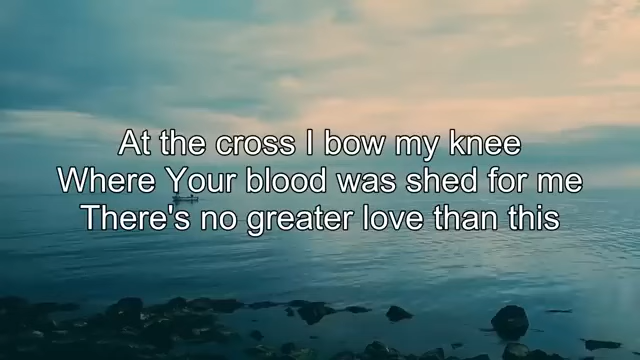 At the cross I bow my knee
Where Your blood was shed for me
There's no greater love than this